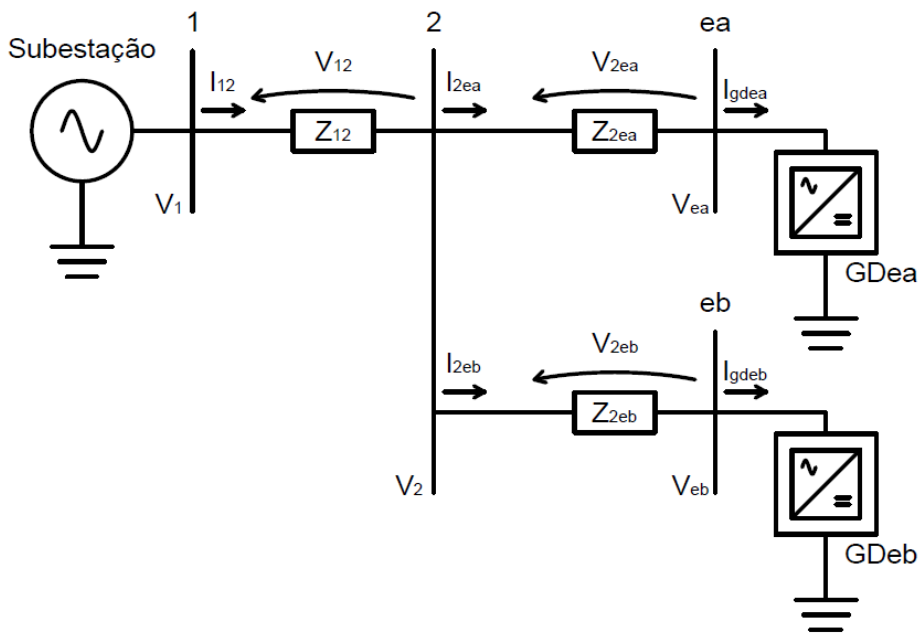 1
2
ea
Subestação
I12
V12
I2ea
V2ea
Igdea
Z12
Z2ea
V1
Vea
GDea
eb
I2eb
V2eb
Igdeb
Z2eb
V2
Veb
GDeb